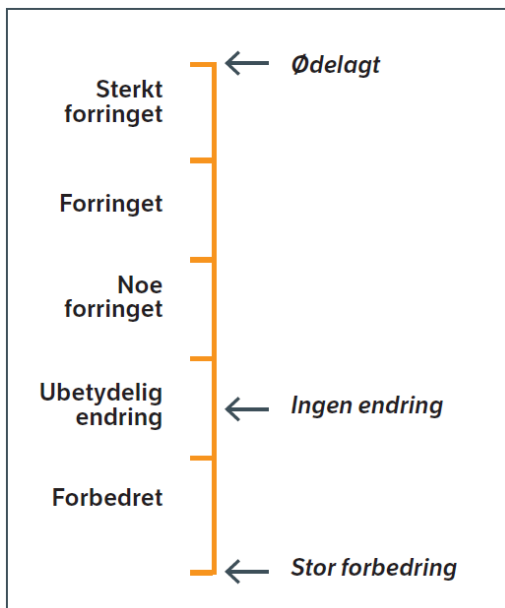 Ødelagt
Sterkt
forringet
Forringet
Noe
forringet
Ubetydelig
endring
Ingen endring
Forbedret
Stor forbedring